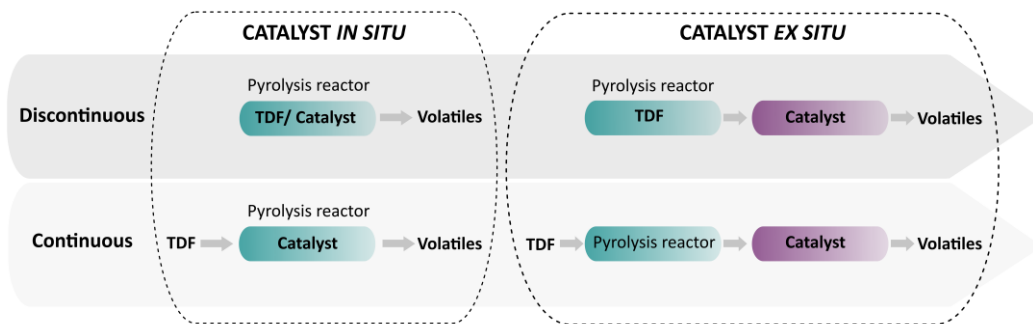 CATALYST IN SITU
CATALYST EX SITU
Discontinuous
Pyrolysis reactor
TDF/ Catalyst
Volatiles
Pyrolysis reactor
TDF
Catalyst
Volatiles
Continuous
TDF
Pyrolysis reactor
Catalyst
Volatiles
TDF
Pyrolysis reactor
Catalyst
Volatiles